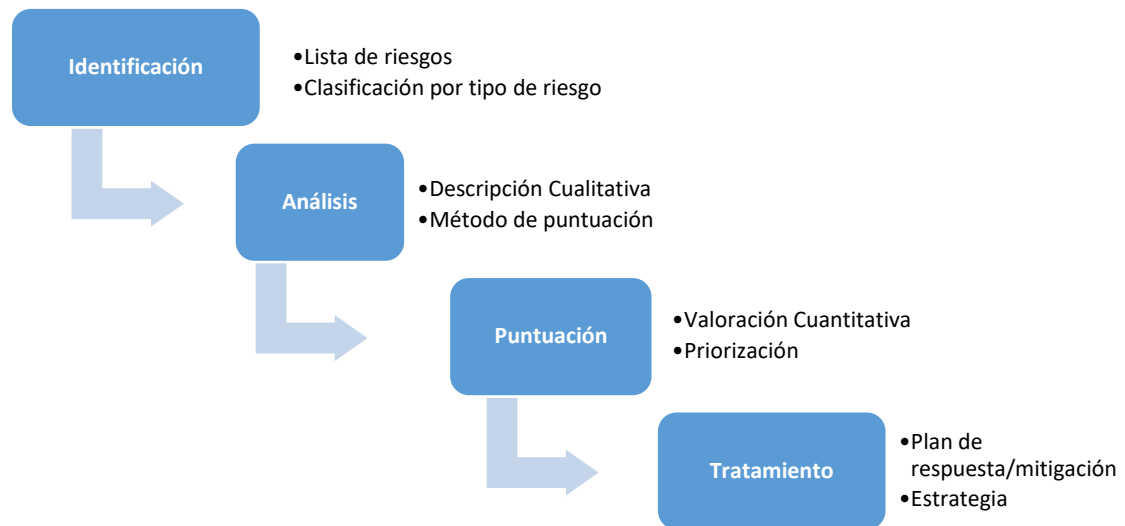 Identificación
•Lista de riesgos
•Clasificación por tipo de riesgo
Análisis
•Descripción Cualitativa
•Método de puntuación
Puntuación
•Valoración Cuantitativa
•Priorización
Tratamiento
•Plan de
respuesta/mitigación
•Estrategia